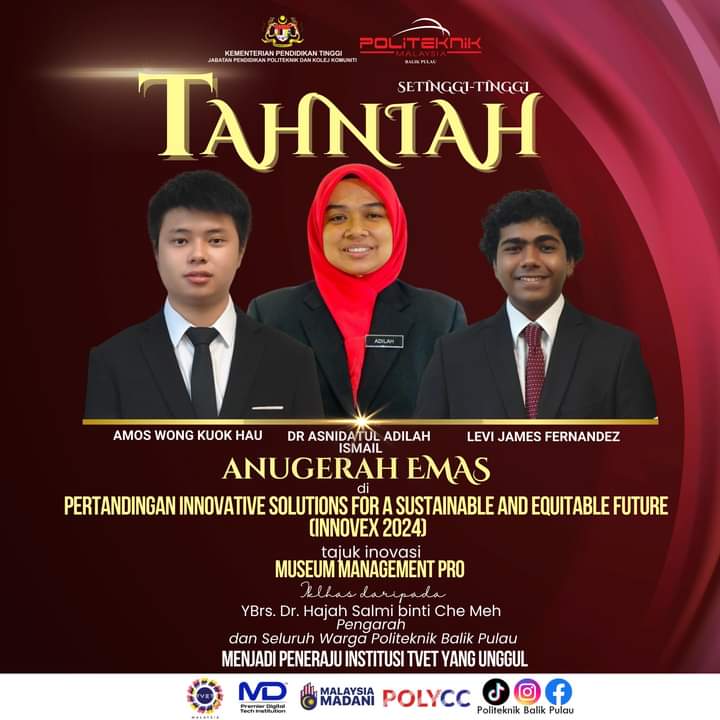 KEMENTERIAN PENDIDIKAN TINGGI
JABATAN PENDIDIKAN POLITEKNIK DAN KOLEJ KOMUNITI
POLITEKNIK
MALAYSIA
BALIK PULAU
SETINGGI-TINGGI
TAHNIAH
ADILAH
AMOS WONG KUOK HAU
DR ASNIDATUL ADILAH
ISMAIL
LEVI JAMES FERNANDEZ
ANUGERAH EMAS
di
PERTANDINGAN INNOVATIVE SOLUTIONS FOR A SUSTAINABLE AND EQUITABLE FUTURE
(INNOVEX 2024)
tajuk inovasi
MUSEUM MANAGEMENT PRO
Iklhas daripada
YBrs. Dr. Hajah Salmi binti Che Meh
Pengarah
dan Seluruh Warga Politeknik Balik Pulau
MENJADI PENERAJU INSTITUSI TVET YANG UNGGUL
TVET
MALAYSIA
MD
Premier Digital
Tech Institution
MALAYSIA
MADANI
POLYCC
Politeknik Balik Pulau